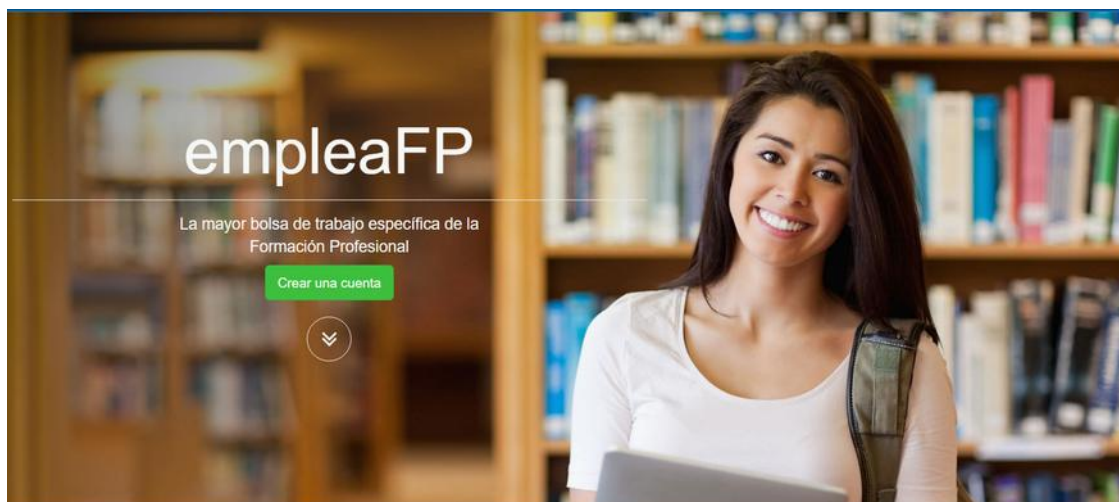 empleaFP
La mayor bolsa de trabajo específica de la
Formación Profesional
Crear una cuenta